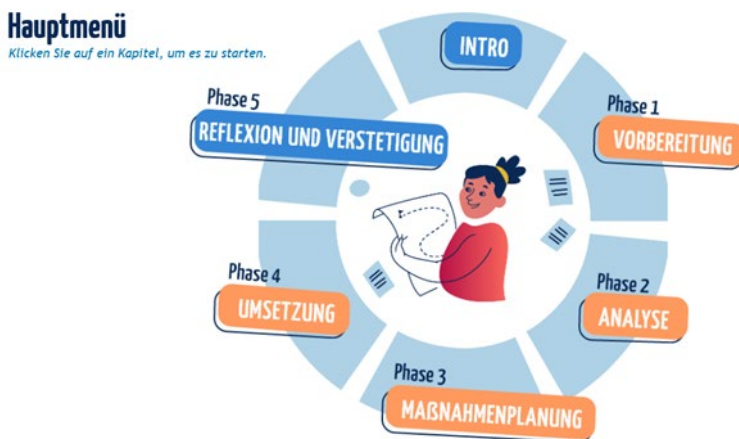 Hauptmenü
Klicken Sie auf ein Kapitel, um es zu starten.
INTRO
Phase 1
VORBEREITUNG
Phase 2
ANALYSE
Phase 3
MAẞNAHMENPLANUNG
Phase 4
UMSETZUNG
Phase 5
REFLEXION UND VERSTETIGUNG